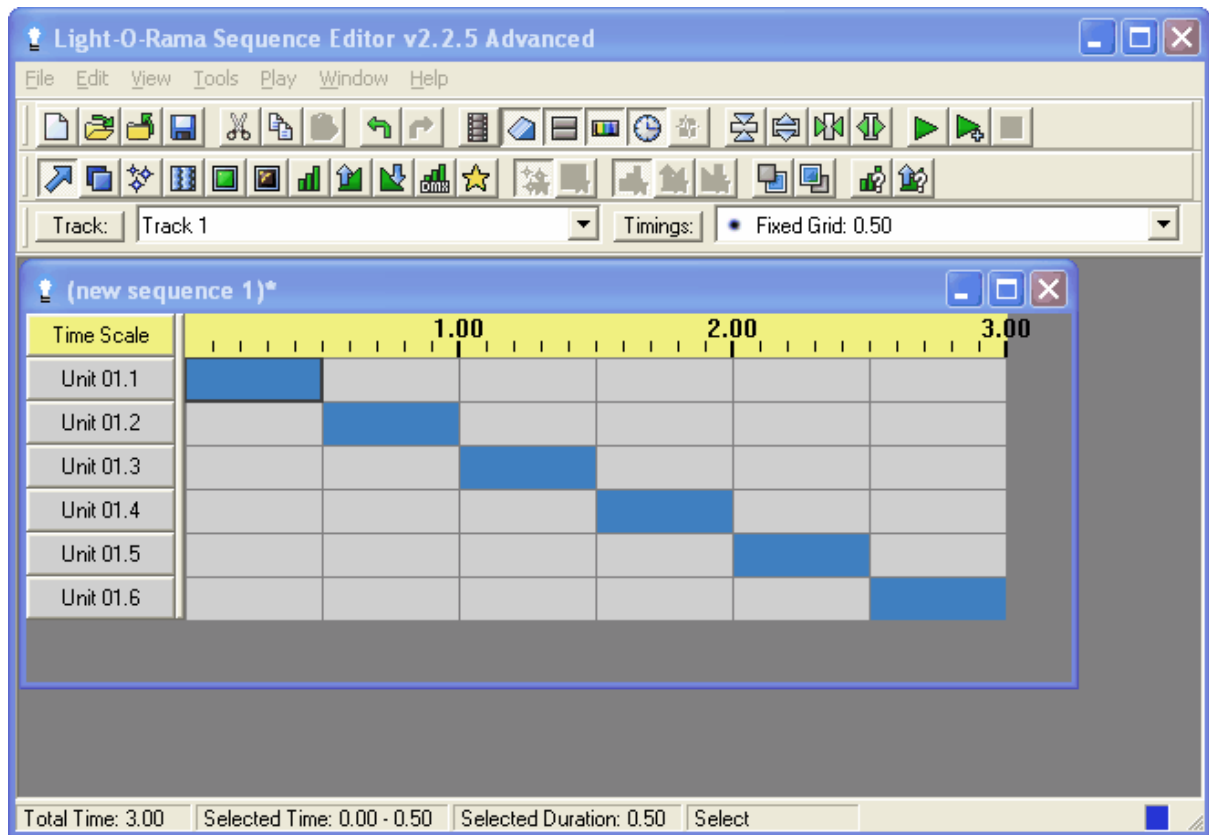 Light-O-Rama Sequence Editor v2.2.5 Advanced
File Edit View Tools Play Window Help
DMX
Track: Track 1 Timings: Fixed Grid: 0.50
(new sequence 1)*
Time Scale 1.00 2.00 3.00
Unit 01.1
Unit 01.2
Unit 01.3
Unit 01.4
Unit 01.5
Unit 01.6
Total Time: 3.00 Selected Time: 0.00 - 0.50 Selected Duration: 0.50 Select